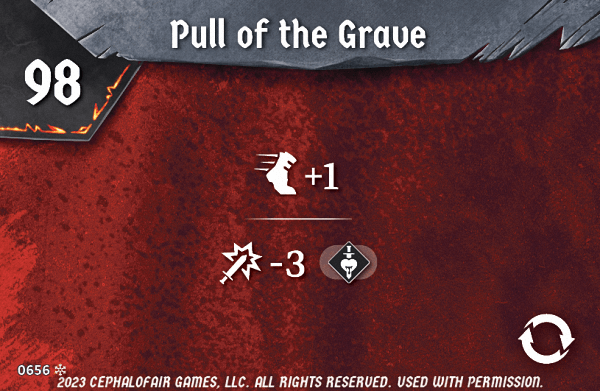 Pull of the Grave
98
+1
-3
0656
2023 CEPHALOFAIR GAMES, LLC. ALL RIGHTS RESERVED. USED WITH PERMISSION.